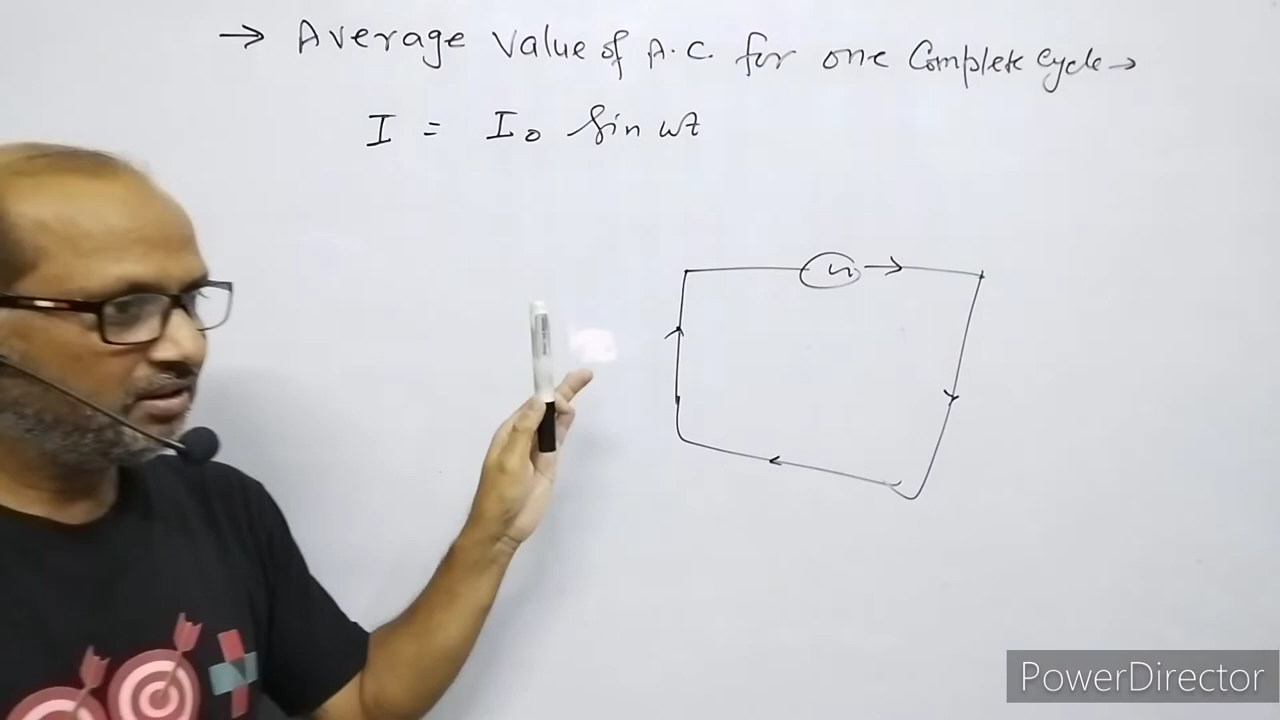 → Average Value of A.C. for one Complete Cycle →
I = I₀ Sin ωt
PowerDirector